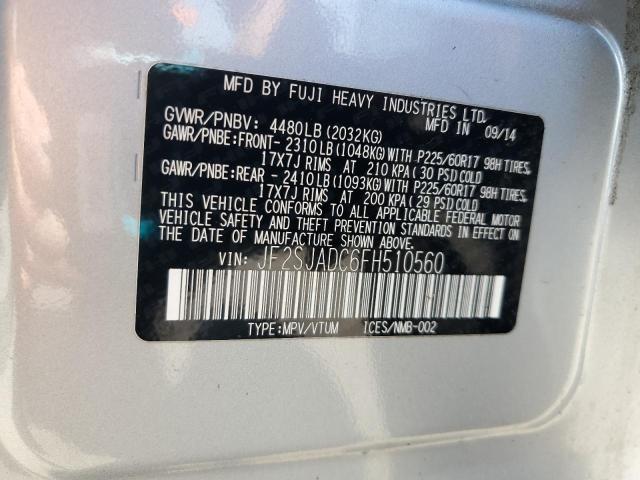 MFD BY FUJI HEAVY INDUSTRIES LTD.
MFD IN 09/14
GVWR/PNBV: 4480LB(2032KG)
GAWR/PNBE:FRONT- 2310LB(1048KG)WITH P225/60R17 98H TIRES,
17X7J RIMS AT 210 KPA(30 PSI)COLD
GAWR/PNBE:REAR - 2410LB(1093KG)WITH P225/60R17 98H TIRES,
17X7J RIMS AT 200 KPA(29 PSI)COLD
THIS VEHICLE CONFORMS TO ALL APPLICABLE FEDERAL MOTOR
VEHICLE SAFETY AND THEFT PREVENTION STANDARDS IN EFFECT ON
THE DATE OF MANUFACTURE SHOWN ABOVE.
VIN: JF2SJADC6FH510560
TYPE:MPV/VTUM ICES/NMB-002